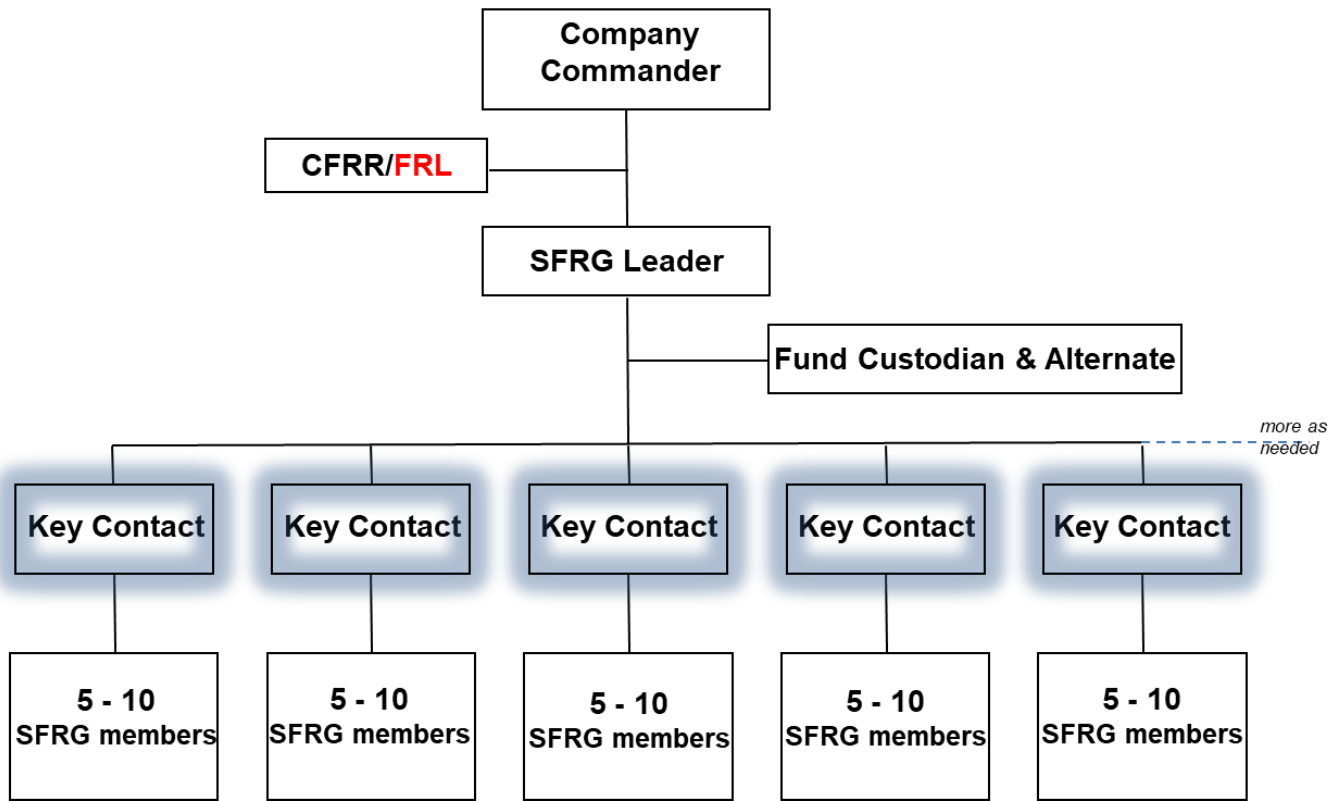 Company
Commander
CFRR/FRL
SFRG Leader
Fund Custodian & Alternate
more as
needed
Key Contact
Key Contact
Key Contact
Key Contact
Key Contact
5 - 10
SFRG members
5 - 10
SFRG members
5 - 10
SFRG members
5 - 10
SFRG members
5 - 10
SFRG members